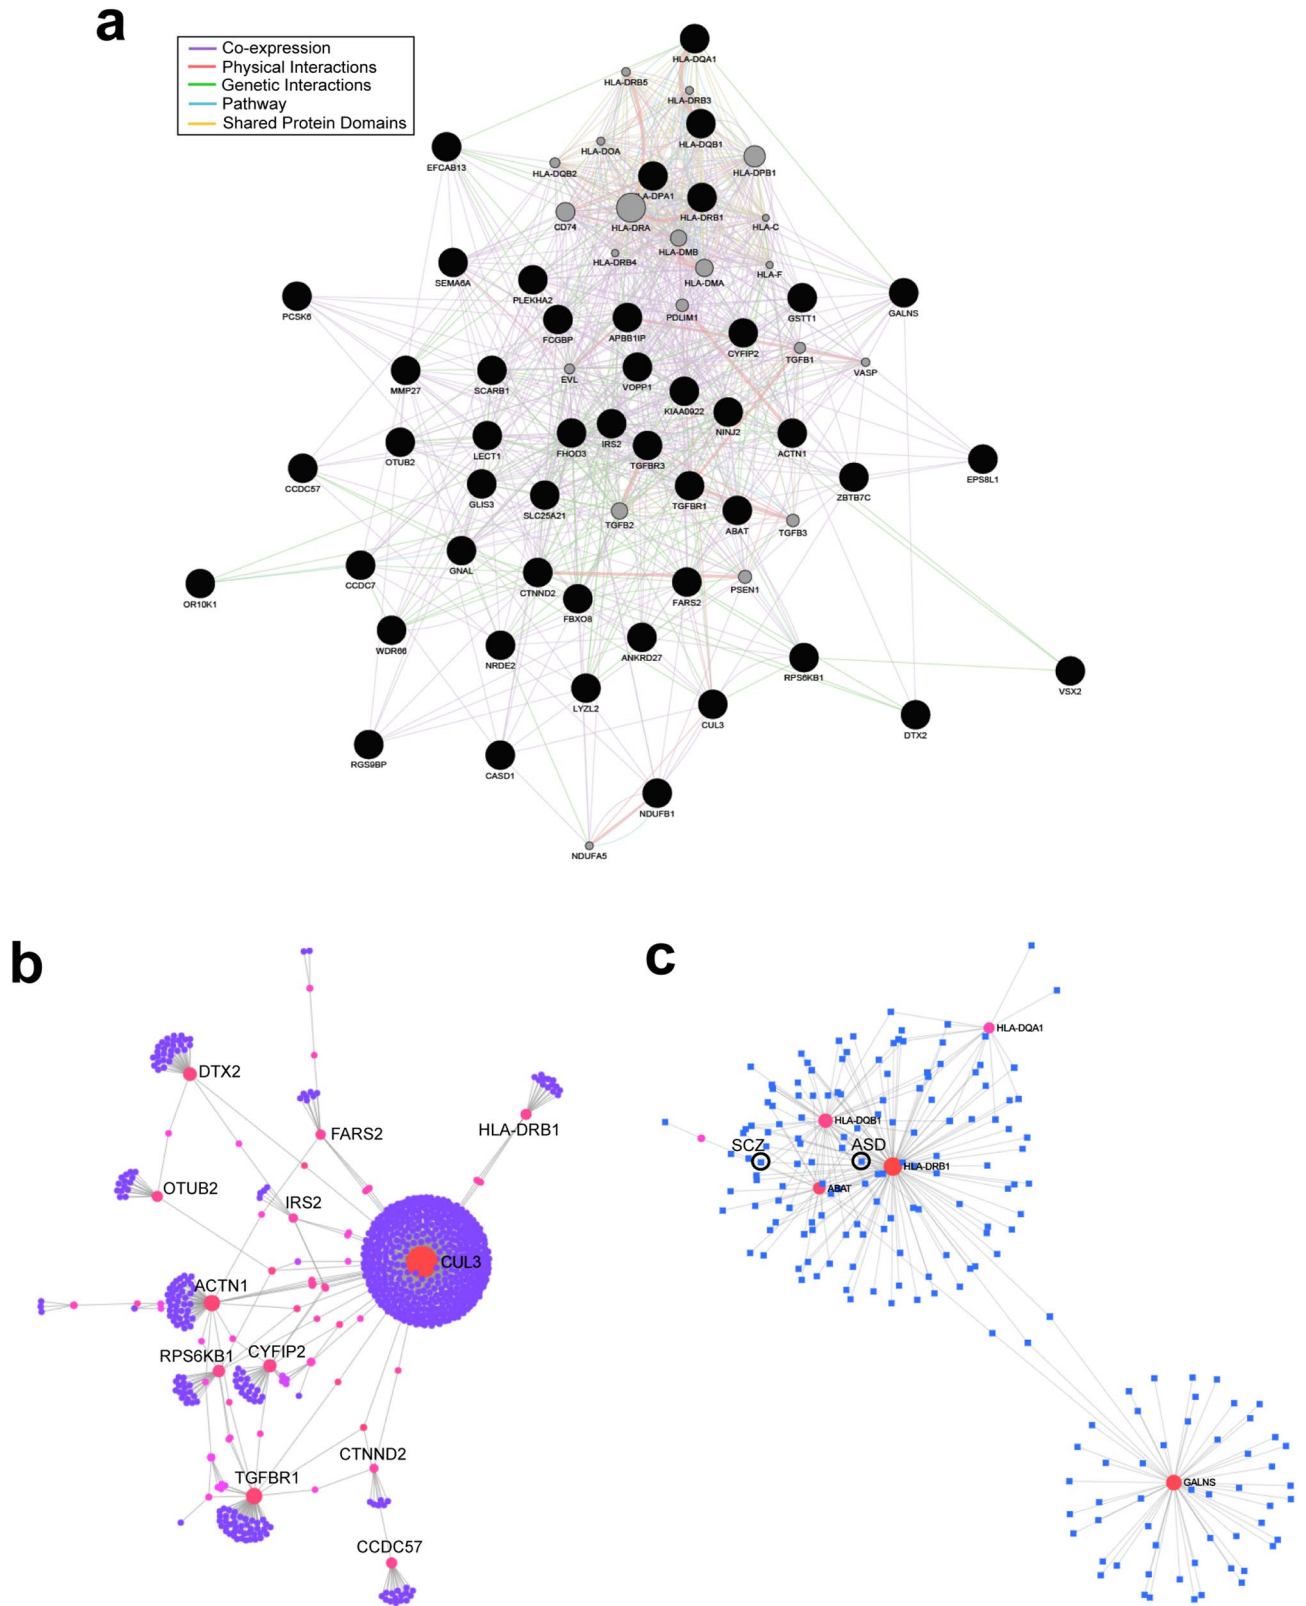 a
Co-expression
Physical Interactions
Genetic Interactions
Pathway
Shared Protein Domains
HLA-DQA1
HLA-DRB5
HLA-DRB3
HLA-DQB1
HLA-DOA
EFCAB13
HLA-DQB2
HLA-DPB1
HLA-DPA1
HLA-DRB1
CD74
HLA-DRA
HLA-C
HLA-DMB
HLA-DRB4
HLA-F
SEMA6A
HLA-DMA
PLEKHA2
PCSK6
GSTT1
GALNS
PDLIM1
FCGBP
APBB1IP
CYFIP2
TGFB1
VASP
MMP27
SCARB1
EVL
VOPP1
KIAA0922
NINJ2
OTUB2
LECT1
FHOD3
IRS2
TGFBR3
ACTN1
CCDC57
EPS8L1
ZBTB7C
GLIS3
SLC25A21
TGFBR1
TGFB2
ABAT
TGFB3
GNAL
CCDC7
OR10K1
CTNND2
FBXO8
FARS2
PSEN1
WDR66
NRDE2
ANKRD27
RPS6KB1
VSX2
LYZL2
CUL3
DTX2
RGS9BP
CASD1
NDUFB1
NDUFA5
b
DTX2
FARS2
HLA-DRB1
OTUB2
IRS2
CUL3
ACTN1
RPS6KB1
CYFIP2
CTNND2
TGFBR1
CCDC57
c
HLA-DQA1
HLA-DQB1
SCZ
ASD
HLA-DRB1
ABAT
GALNS